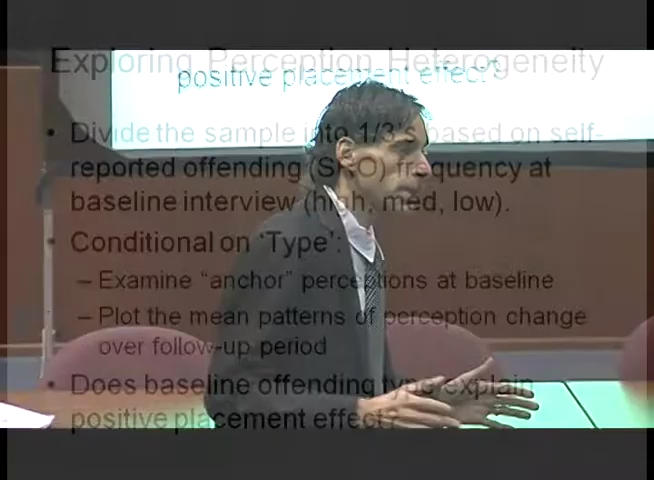 Exploring Perception Heterogeneity
positive placement effect?
• Divide the sample into 1/3's based on self-
reported offending (SRO) frequency at
baseline interview (high, med, low).
• Conditional on 'Type':
– Examine "anchor" perceptions at baseline
– Plot the mean patterns of perception change
over follow-up period
• Does baseline offending type explain
positive placement effect?